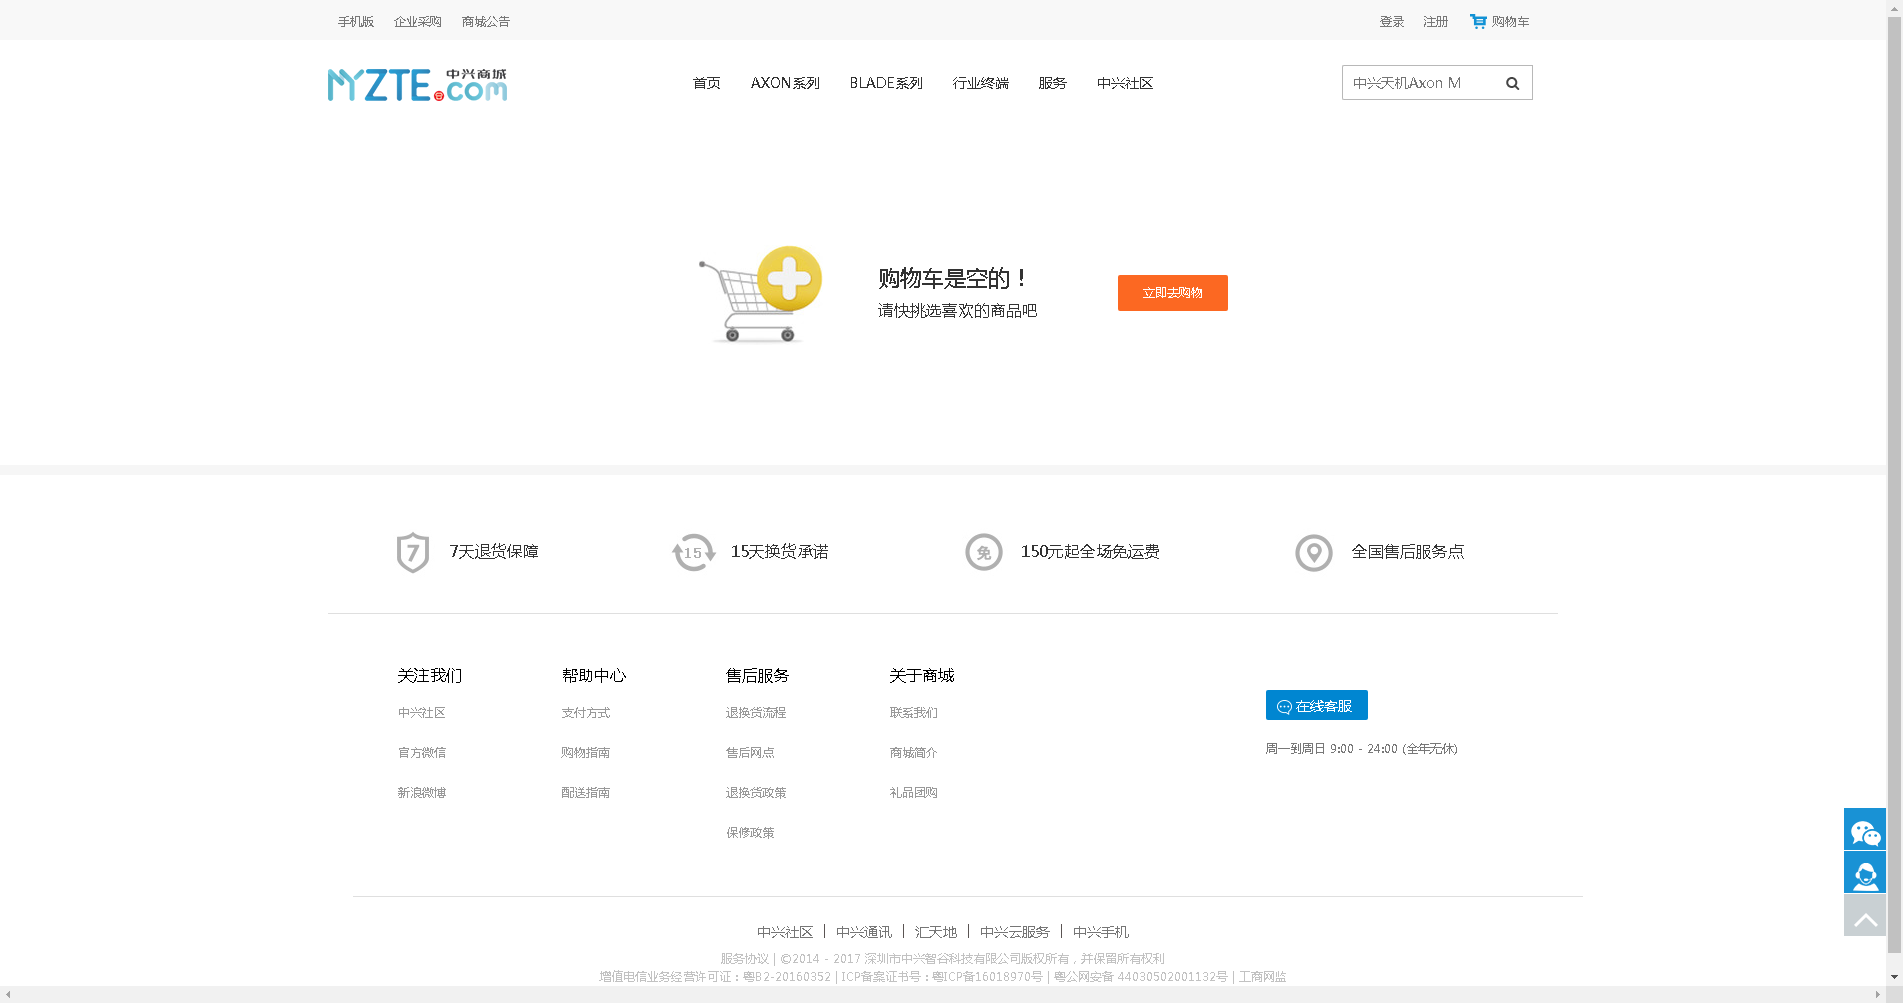 手机版 企业采购 商城公告 登录 注册 购物车
MYZTE.com 中兴商城
首页 AXON系列 BLADE系列 行业终端 服务 中兴社区 中兴天机Axon M
购物车是空的！
请快挑选喜欢的商品吧
立即去购物
7 7天退货保障 15 15天换货承诺 免 150元起全场免运费 全国售后服务点
关注我们 帮助中心 售后服务 关于商城
中兴社区 支付方式 退换货流程 联系我们
官方微信 购物指南 售后网点 商城简介
新浪微博 配送指南 退换货政策 礼品团购
保修政策
在线客服
周一到周日 9:00 - 24:00 (全年无休)
中兴社区 | 中兴通讯 | 汇天地 | 中兴云服务 | 中兴手机
服务协议 | ©2014 - 2017 深圳市中兴智谷科技有限公司版权所有，并保留所有权利
增值电信业务经营许可证：粤B2-20160352 | ICP备案证书号：粤ICP备16018970号 | 粤公网安备 44030502001132号 | 工商网监